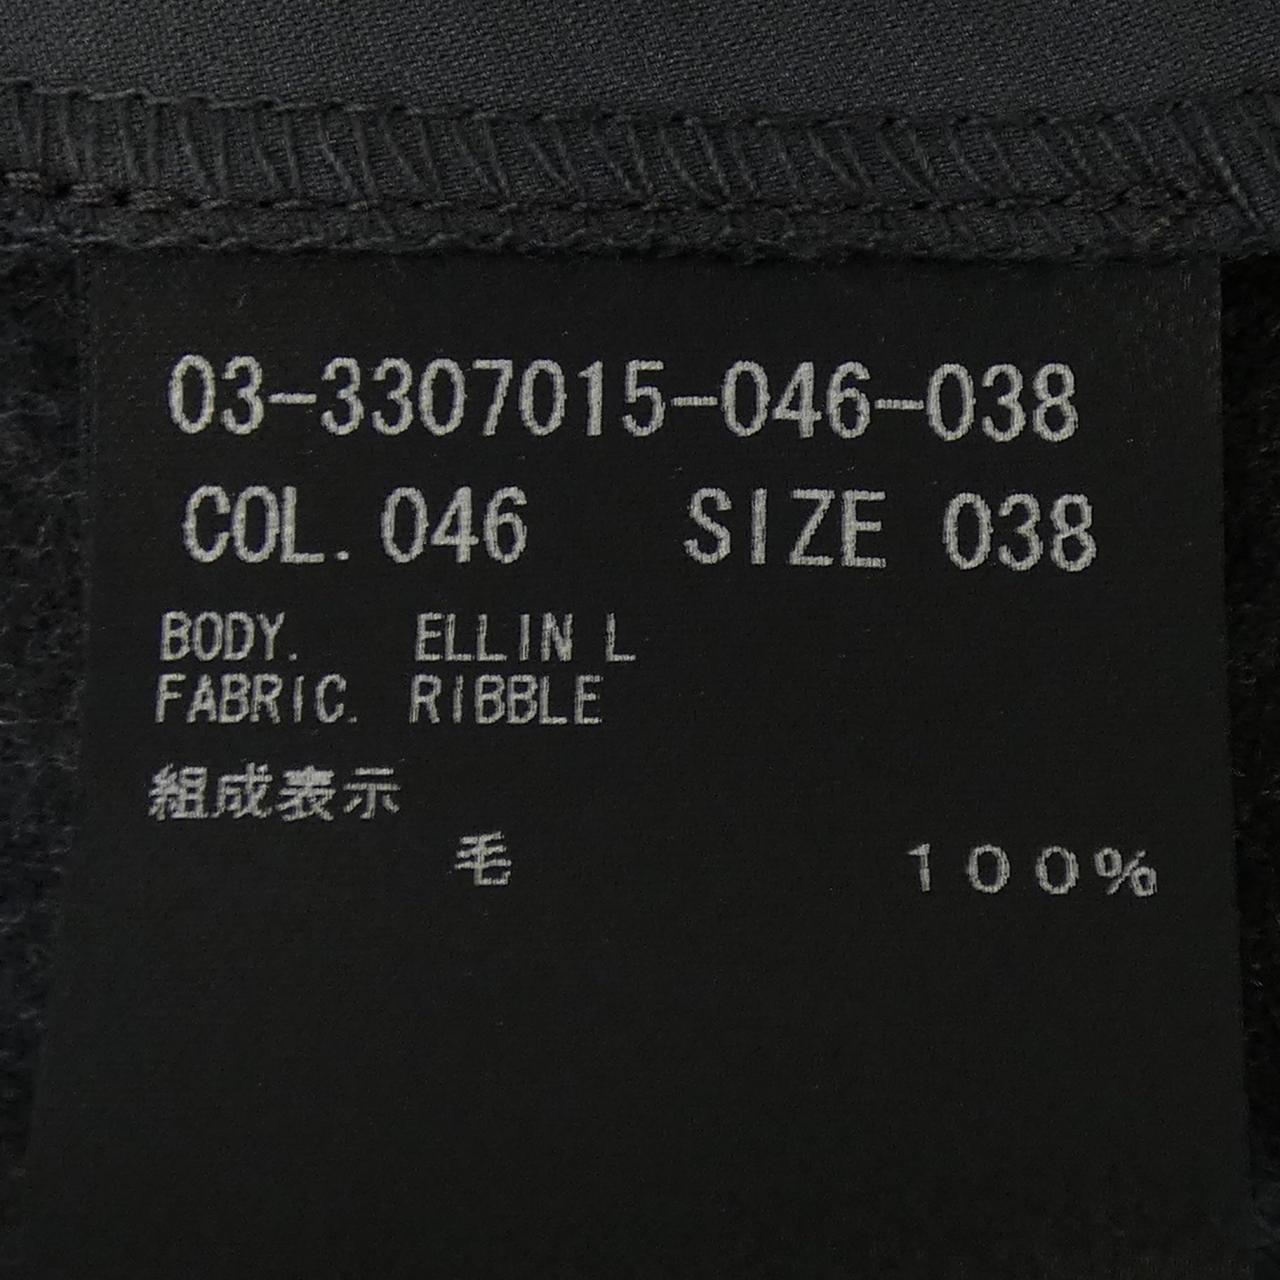 03-3307015-046-038
COL. 046 SIZE 038
BODY. ELLIN L
FABRIC. RIBBLE
組成表示
毛 100%